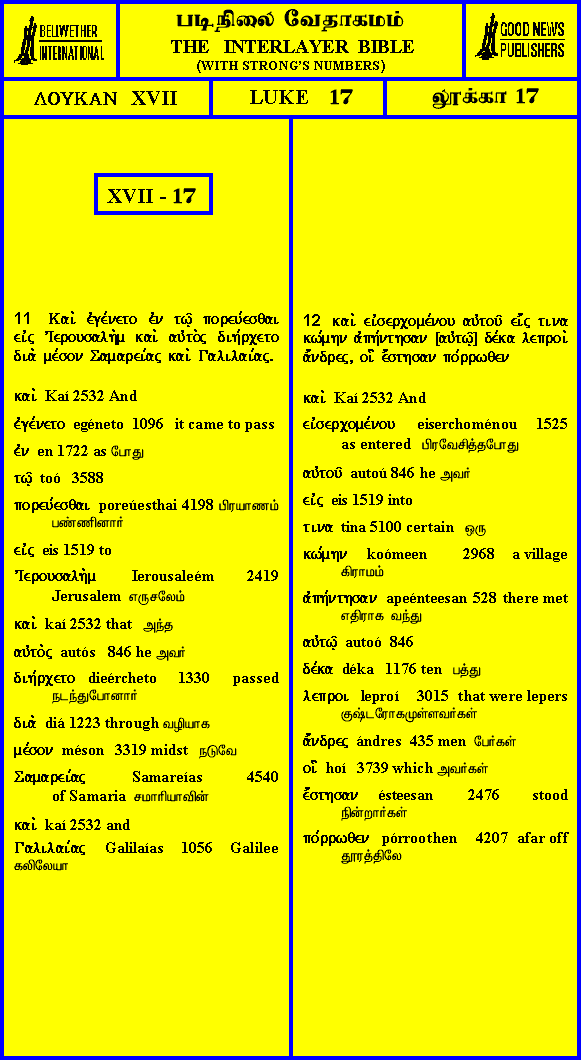 BELLWETHER
INTERNATIONAL
படிநிலை வேதாகமம்
THE INTERLAYER BIBLE
(WITH STRONG'S NUMBERS)
GOOD NEWS
PUBLISHERS
ΛΟΥΚΑΝ XVII
LUKE 17
லூக்கா 17
XVII - 17
11 Καὶ ἐγένετο ἐν τῷ πορεύεσθαι
εἰς Ἰερουσαλὴμ καὶ αὐτὸς διήρχετο
διὰ μέσον Σαμαρείας καὶ Γαλιλαίας.
καὶ Kaí 2532 And
ἐγένετο egéneto 1096 it came to pass
ἐν en 1722 as போது
τῷ toó 3588
πορεύεσθαι poreúesthai 4198 பிரயாணம்
பண்ணினார்
εἰς eis 1519 to
Ἰερουσαλὴμ Ierousaleém 2419
Jerusalem எருசலேம்
καὶ kaí 2532 that அந்த
αὐτὸς autós 846 he அவர்
διήρχετο dieércheto 1330 passed
நடந்துபோனார்
διὰ diá 1223 through வழியாக
μέσον méson 3319 midst நடுவே
Σαμαρείας Samareías 4540
of Samaria சமாரியாவின்
καὶ kaí 2532 and
Γαλιλαίας Galilaías 1056 Galilee
கலிலேயா
12 καὶ εἰσερχομένου αὐτοῦ εἴς τινα
κώμην ἀπήντησαν [αὐτῷ] δέκα λεπροὶ
ἄνδρες, οἳ ἔστησαν πόρρωθεν
καὶ Kaí 2532 And
εἰσερχομένου eiserchoménou 1525
as entered பிரவேசித்தபோது
αὐτοῦ autoú 846 he அவர்
εἰς eis 1519 into
τινα tina 5100 certain ஒரு
κώμην koómeen 2968 a village
கிராமம்
ἀπήντησαν apeénteesan 528 there met
எதிராக வந்து
αὐτῷ autoó 846
δέκα déka 1176 ten பத்து
λεπροι leproí 3015 that were lepers
குஷ்டரோகமுள்ளவர்கள்
ἄνδρες ándres 435 men பேர்கள்
οἳ hoí 3739 which அவர்கள்
ἔστησαν ésteesan 2476 stood
நின்றார்கள்
πόρρωθεν pórroothen 4207 afar off
தூரத்திலே